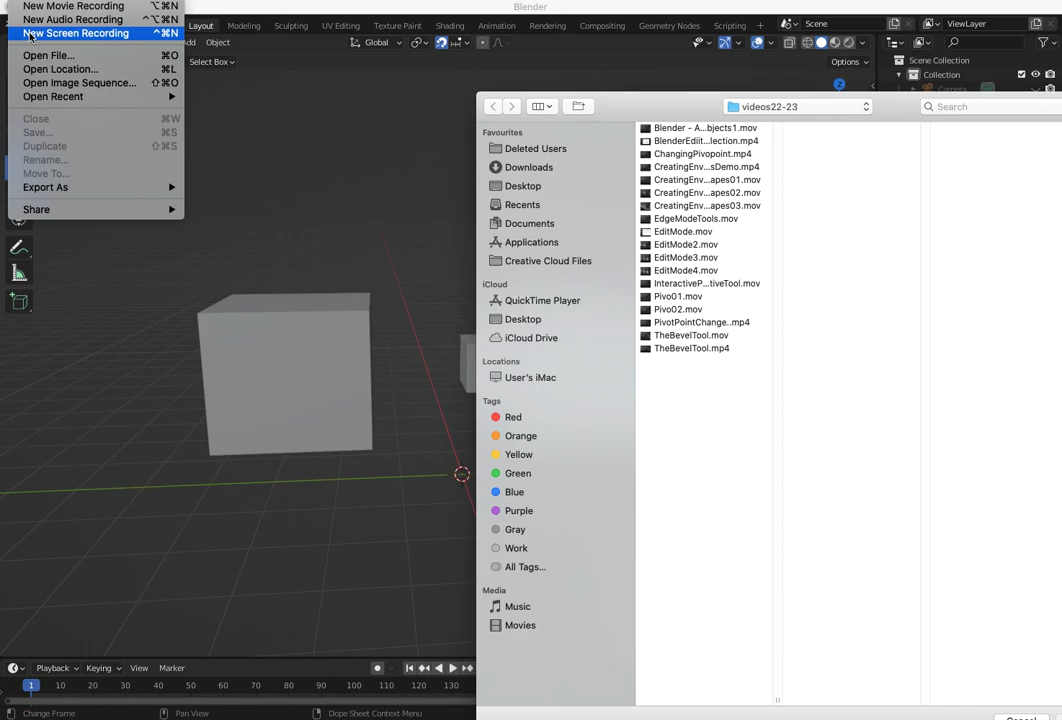 Blender
New Movie Recording ⌥⌘N
New Audio Recording ^⌥⌘N
New Screen Recording ^⌘N
Open File... ⌘O
Open Location... ⌘L
Open Image Sequence... ⇧⌘O
Open Recent
Close ⌘W
Save... ⌘S
Duplicate ⇧⌘S
Rename...
Move To...
Export As
Share
Layout Modeling Sculpting UV Editing Texture Paint Shading Animation Rendering Compositing Geometry Nodes Scripting + Scene ViewLayer
Add Object Global
Select Box Options
Scene Collection
Collection
Camera
Z
videos22-23 Search
Favourites
Deleted Users
Downloads
Desktop
Recents
Documents
Applications
Creative Cloud Files
iCloud
QuickTime Player
Desktop
iCloud Drive
Locations
User's iMac
Tags
Red
Orange
Yellow
Green
Blue
Purple
Gray
Work
All Tags...
Media
Music
Movies
Blender - A...bjects1.mov
BlenderEdiit...lection.mp4
ChangingPivopoint.mp4
CreatingEnv...sDemo.mp4
CreatingEnv...apes01.mov
CreatingEnv...apes02.mov
CreatingEnv...apes03.mov
EdgeModeTools.mov
EditMode.mov
EditMode2.mov
EditMode3.mov
EditMode4.mov
InteractiveP...tiveTool.mov
Pivo01.mov
Pivo02.mov
PivotPointChange..mp4
TheBevelTool.mov
TheBevelTool.mp4
Playback Keying View Marker
1 10 20 30 40 50 60 70 80 90 100 110 120 130
Change Frame Pan View Dope Sheet Context Menu
Cancel